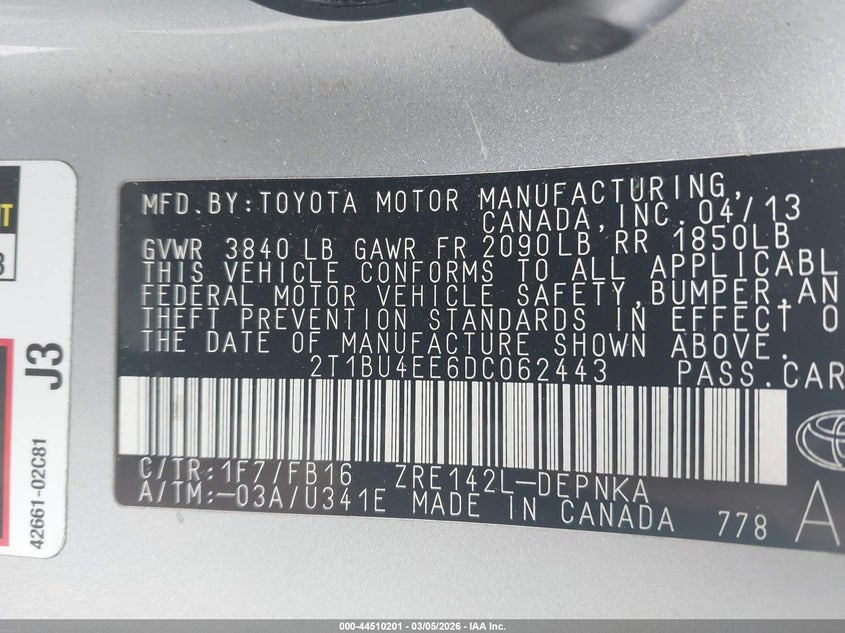 MFD.BY:TOYOTA MOTOR MANUFACTURING,
CANADA,INC.04/13
GVWR 3840 LB GAWR FR 2090LB RR 1850LB
THIS VEHICLE CONFORMS TO ALL APPLICABL
FEDERAL MOTOR VEHICLE SAFETY,BUMPER,AN
THEFT PREVENTION STANDARDS IN EFFECT O
THE DATE OF MANUFACTURE SHOWN ABOVE.
2T1BU4EE6DC062443 PASS.CAR
C/TR:1F7/FB16 ZRE142L-DEPNKA
A/TM:-03A/U341E MADE IN CANADA 778 A
J3
42661-02C81
000-44510201 - 03/05/2026 - IAA Inc.